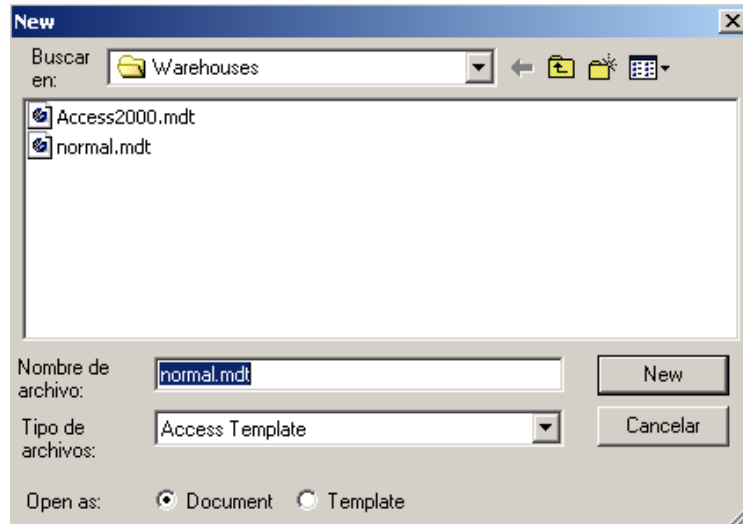 New
Buscar
en:
Warehouses
Access2000.mdt
normal.mdt
Nombre de
archivo:
normal.mdt
New
Tipo de
archivos:
Access Template
Cancelar
Open as:
Document
Template